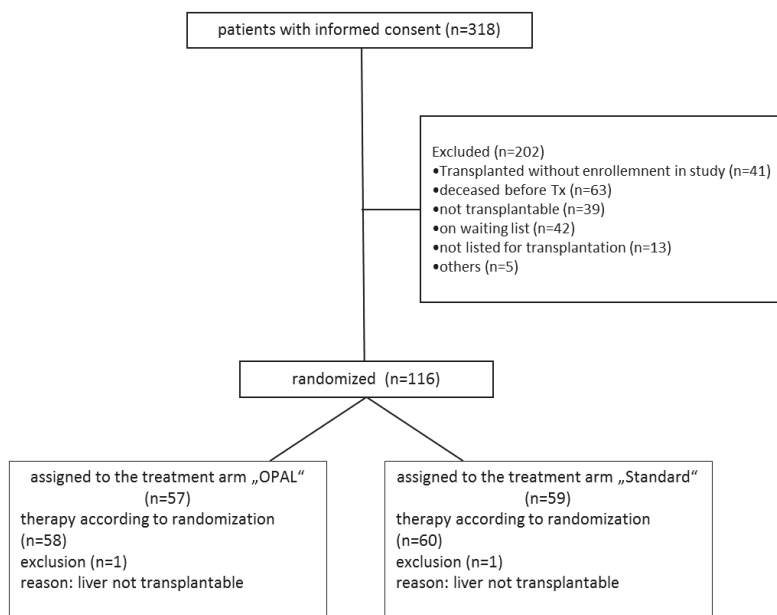 patients with informed consent (n=318)
Excluded (n=202)
•Transplanted without enrollemnent in study (n=41)
•deceased before Tx (n=63)
•not transplantable (n=39)
•on waiting list (n=42)
•not listed for transplantation (n=13)
•others (n=5)
randomized (n=116)
assigned to the treatment arm „OPAL“
(n=57)
therapy according to randomization
(n=58)
exclusion (n=1)
reason: liver not transplantable
assigned to the treatment arm „Standard“
(n=59)
therapy according to randomization
(n=60)
exclusion (n=1)
reason: liver not transplantable